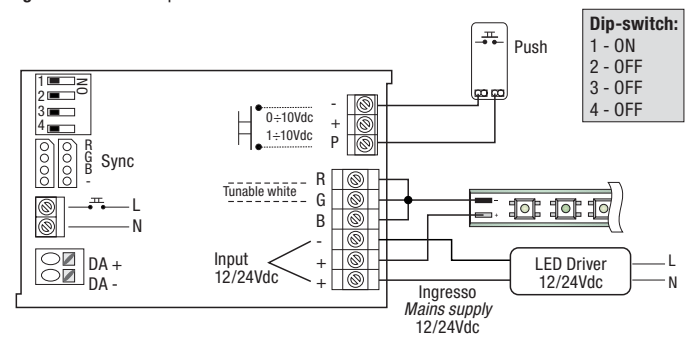 Push
Dip-switch:
1 - ON
2 - OFF
3 - OFF
4 - OFF
1
2
3
4
NO
R
G
B
-
Sync
L
N
DA +
DA -
0÷10Vdc
1÷10Vdc
-
+
P
Tunable white
R
G
B
-
+
+
Input
12/24Vdc
-
+
LED Driver
12/24Vdc
L
N
Ingresso
Mains supply
12/24Vdc